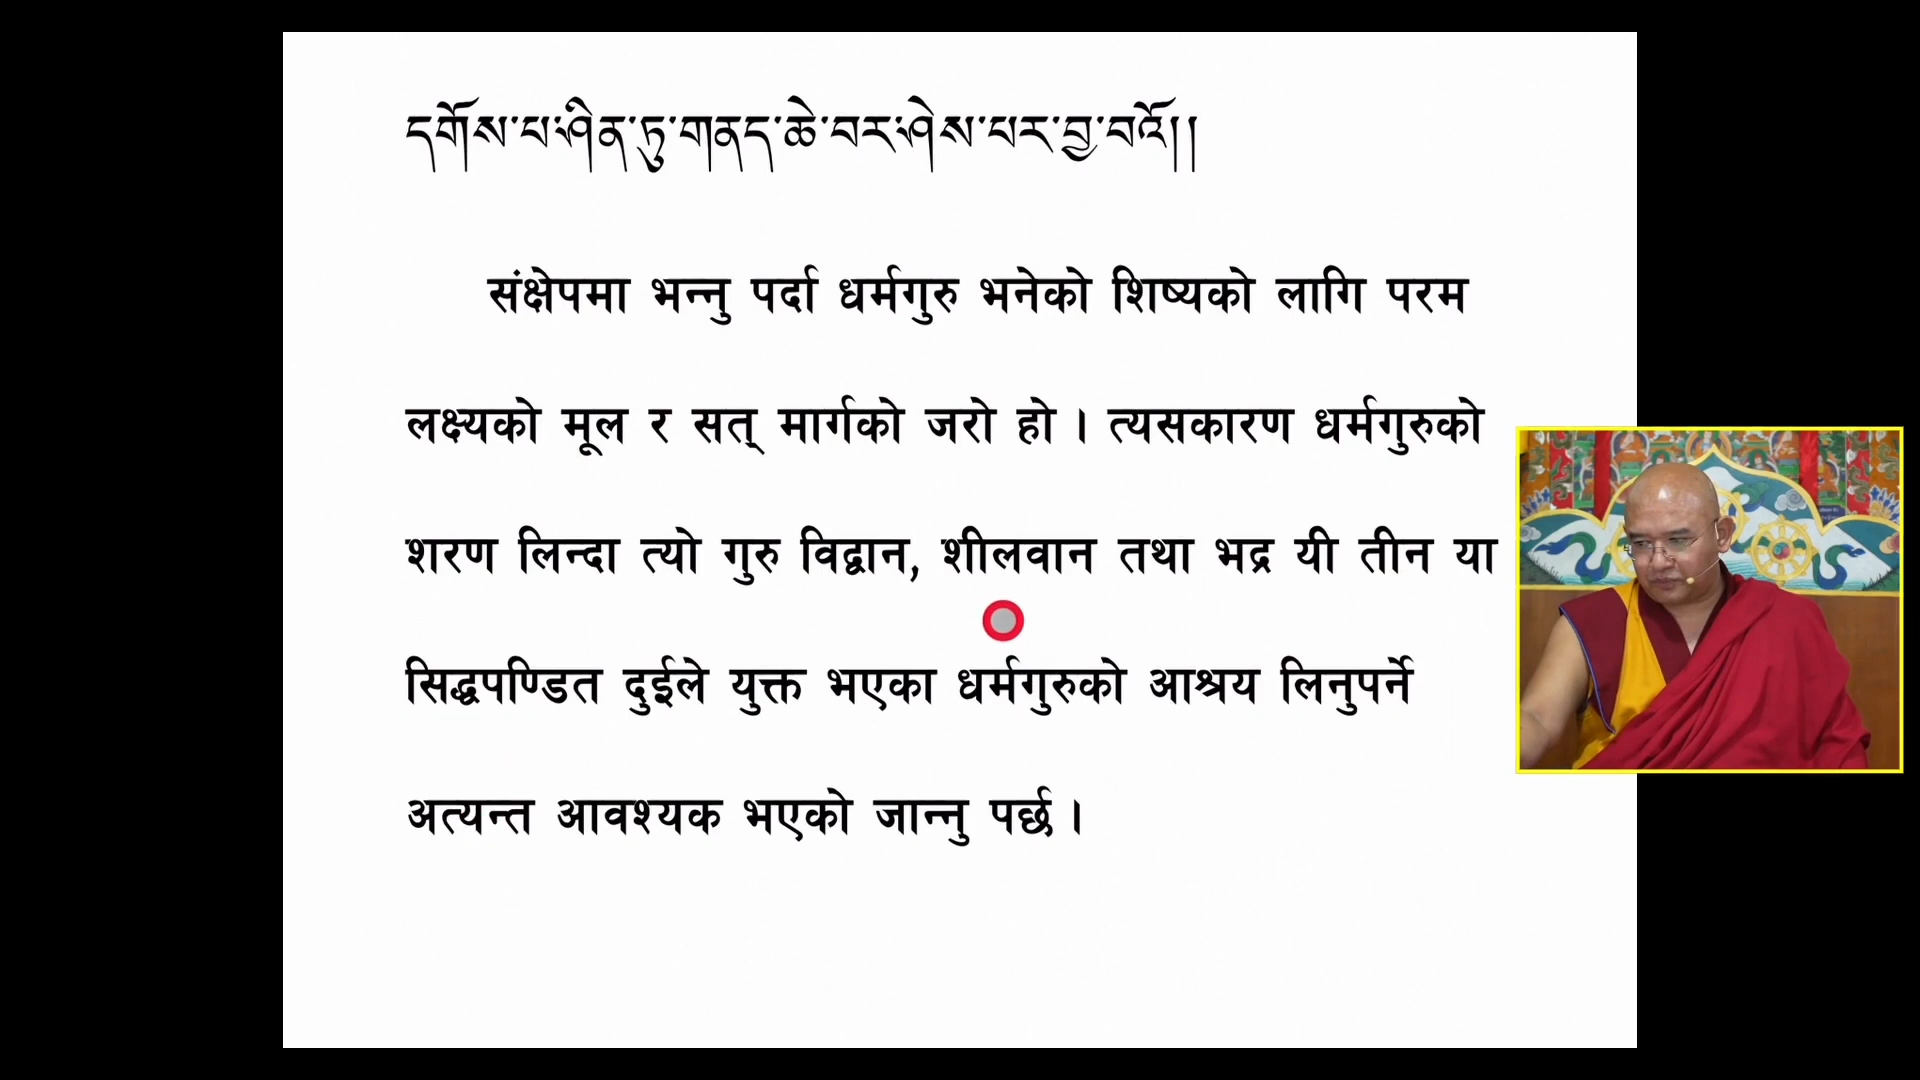 དགོས་པ་ཤིན་ཏུ་གནད་ཆེ་བར་ཤེས་པར་བྱ་བའོ།།
संक्षेपमा भन्नु पर्दा धर्मगुरु भनेको शिष्यको लागि परम
लक्ष्यको मूल र सत् मार्गको जरो हो । त्यसकारण धर्मगुरुको
शरण लिन्दा त्यो गुरु विद्वान, शीलवान तथा भद्र यी तीन या
सिद्धपण्डित दुईले युक्त भएका धर्मगुरुको आश्रय लिनुपर्ने
अत्यन्त आवश्यक भएको जान्नु पर्छ ।